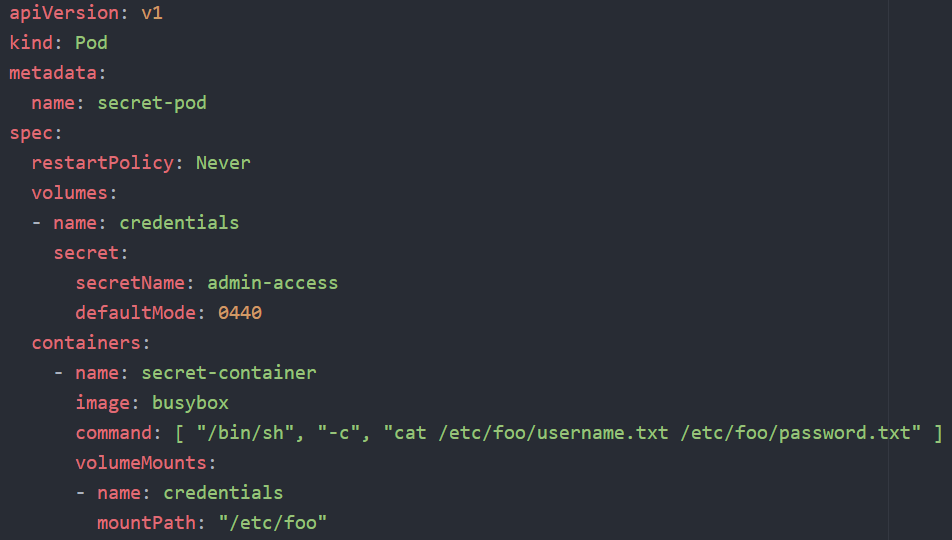 apiVersion: v1
kind: Pod
metadata:
  name: secret-pod
spec:
  restartPolicy: Never
  volumes:
  - name: credentials
    secret:
      secretName: admin-access
      defaultMode: 0440
  containers:
    - name: secret-container
      image: busybox
      command: [ "/bin/sh", "-c", "cat /etc/foo/username.txt /etc/foo/password.txt" ]
      volumeMounts:
      - name: credentials
        mountPath: "/etc/foo"